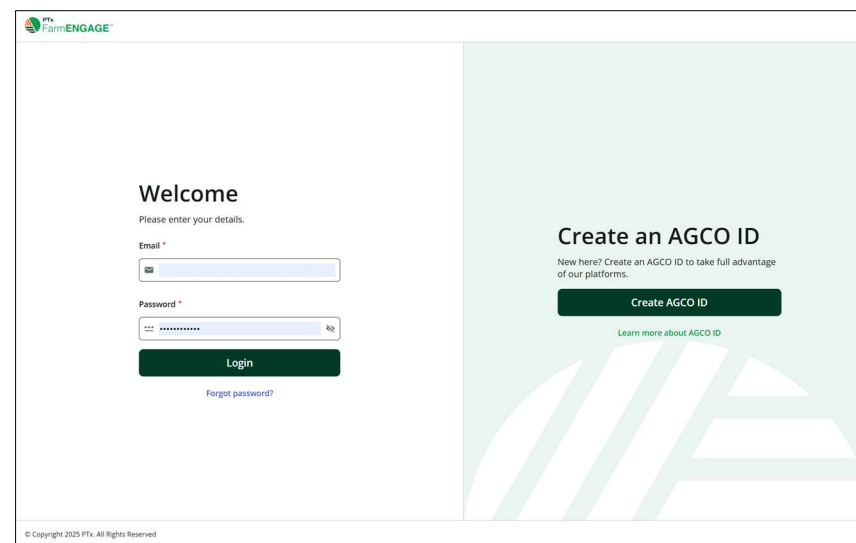 PTx
FarmENGAGE™
Welcome
Please enter your details.
Email *
Password *
••••••••••••
Login
Forgot password?
Create an AGCO ID
New here? Create an AGCO ID to take full advantage
of our platforms.
Create AGCO ID
Learn more about AGCO ID
© Copyright 2025 PTx. All Rights Reserved